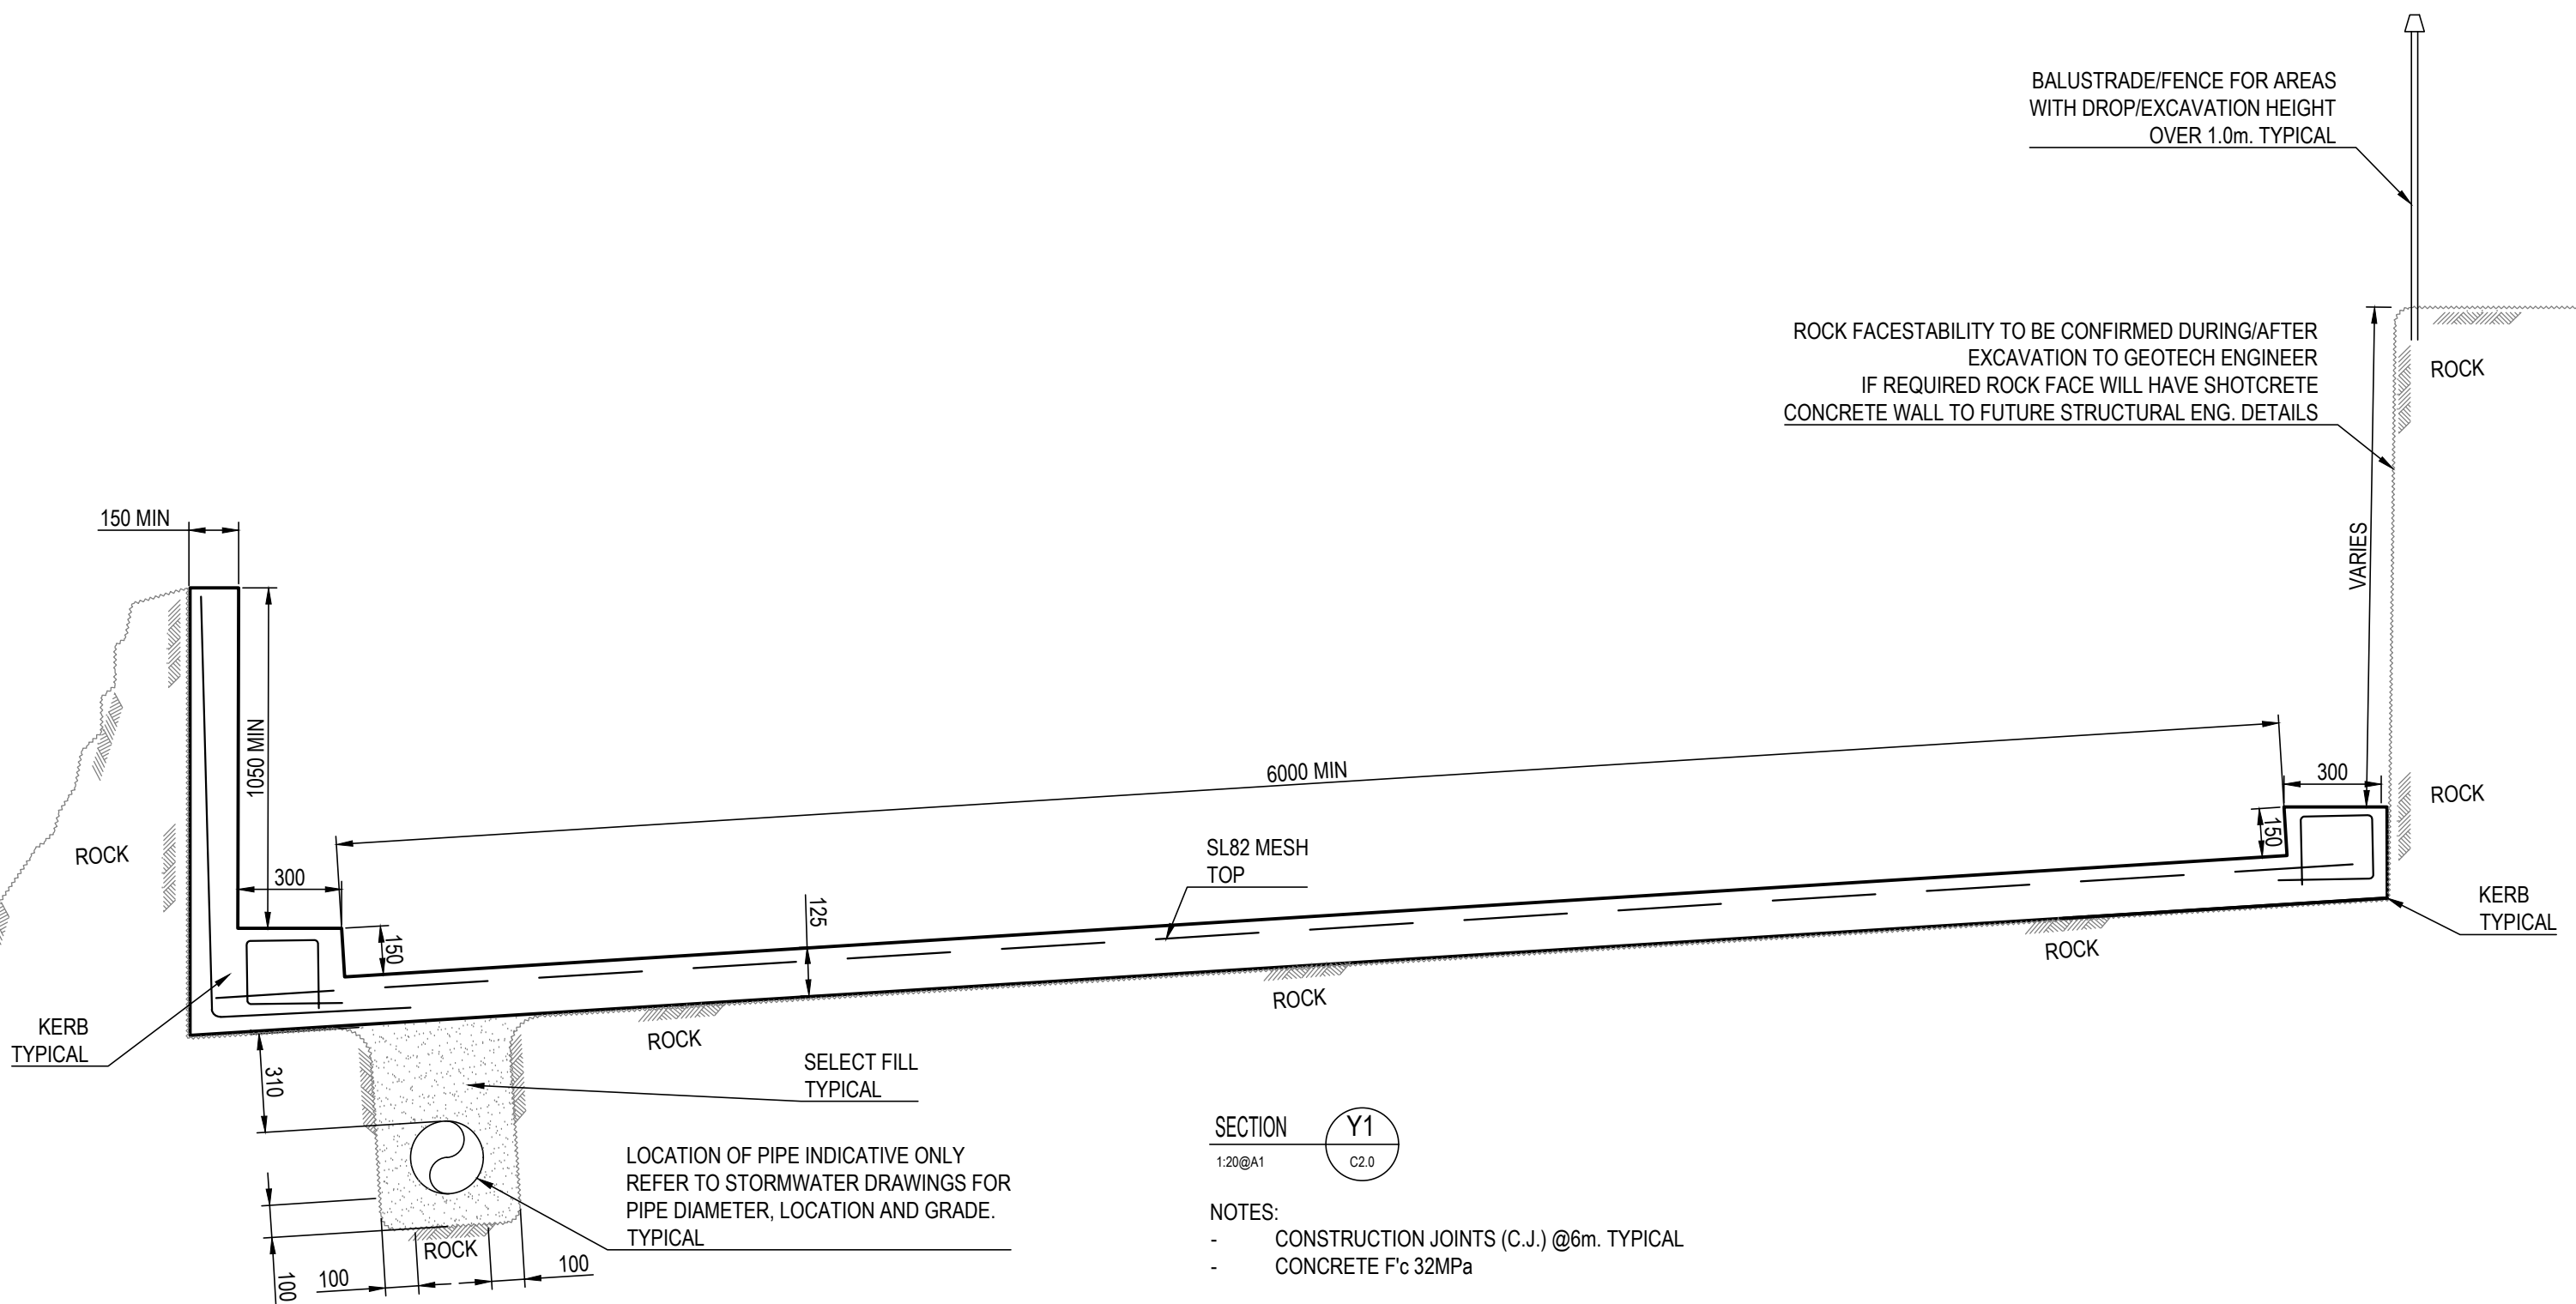 BALUSTRADE/FENCE FOR AREAS
WITH DROP/EXCAVATION HEIGHT
OVER 1.0m. TYPICAL
ROCK FACESTABILITY TO BE CONFIRMED DURING/AFTER
EXCAVATION TO GEOTECH ENGINEER
IF REQUIRED ROCK FACE WILL HAVE SHOTCRETE
CONCRETE WALL TO FUTURE STRUCTURAL ENG. DETAILS
ROCK
150 MIN
VARIES
1050 MIN
6000 MIN
300
ROCK
150
SL82 MESH
TOP
ROCK
300
125
KERB
TYPICAL
150
ROCK
ROCK
KERB
TYPICAL
ROCK
310
SELECT FILL
TYPICAL
LOCATION OF PIPE INDICATIVE ONLY
REFER TO STORMWATER DRAWINGS FOR
PIPE DIAMETER, LOCATION AND GRADE.
TYPICAL
ROCK
100
100
100
SECTION
Y1
1:20@A1
C2.0
NOTES:
- CONSTRUCTION JOINTS (C.J.) @6m. TYPICAL
- CONCRETE F'c 32MPa